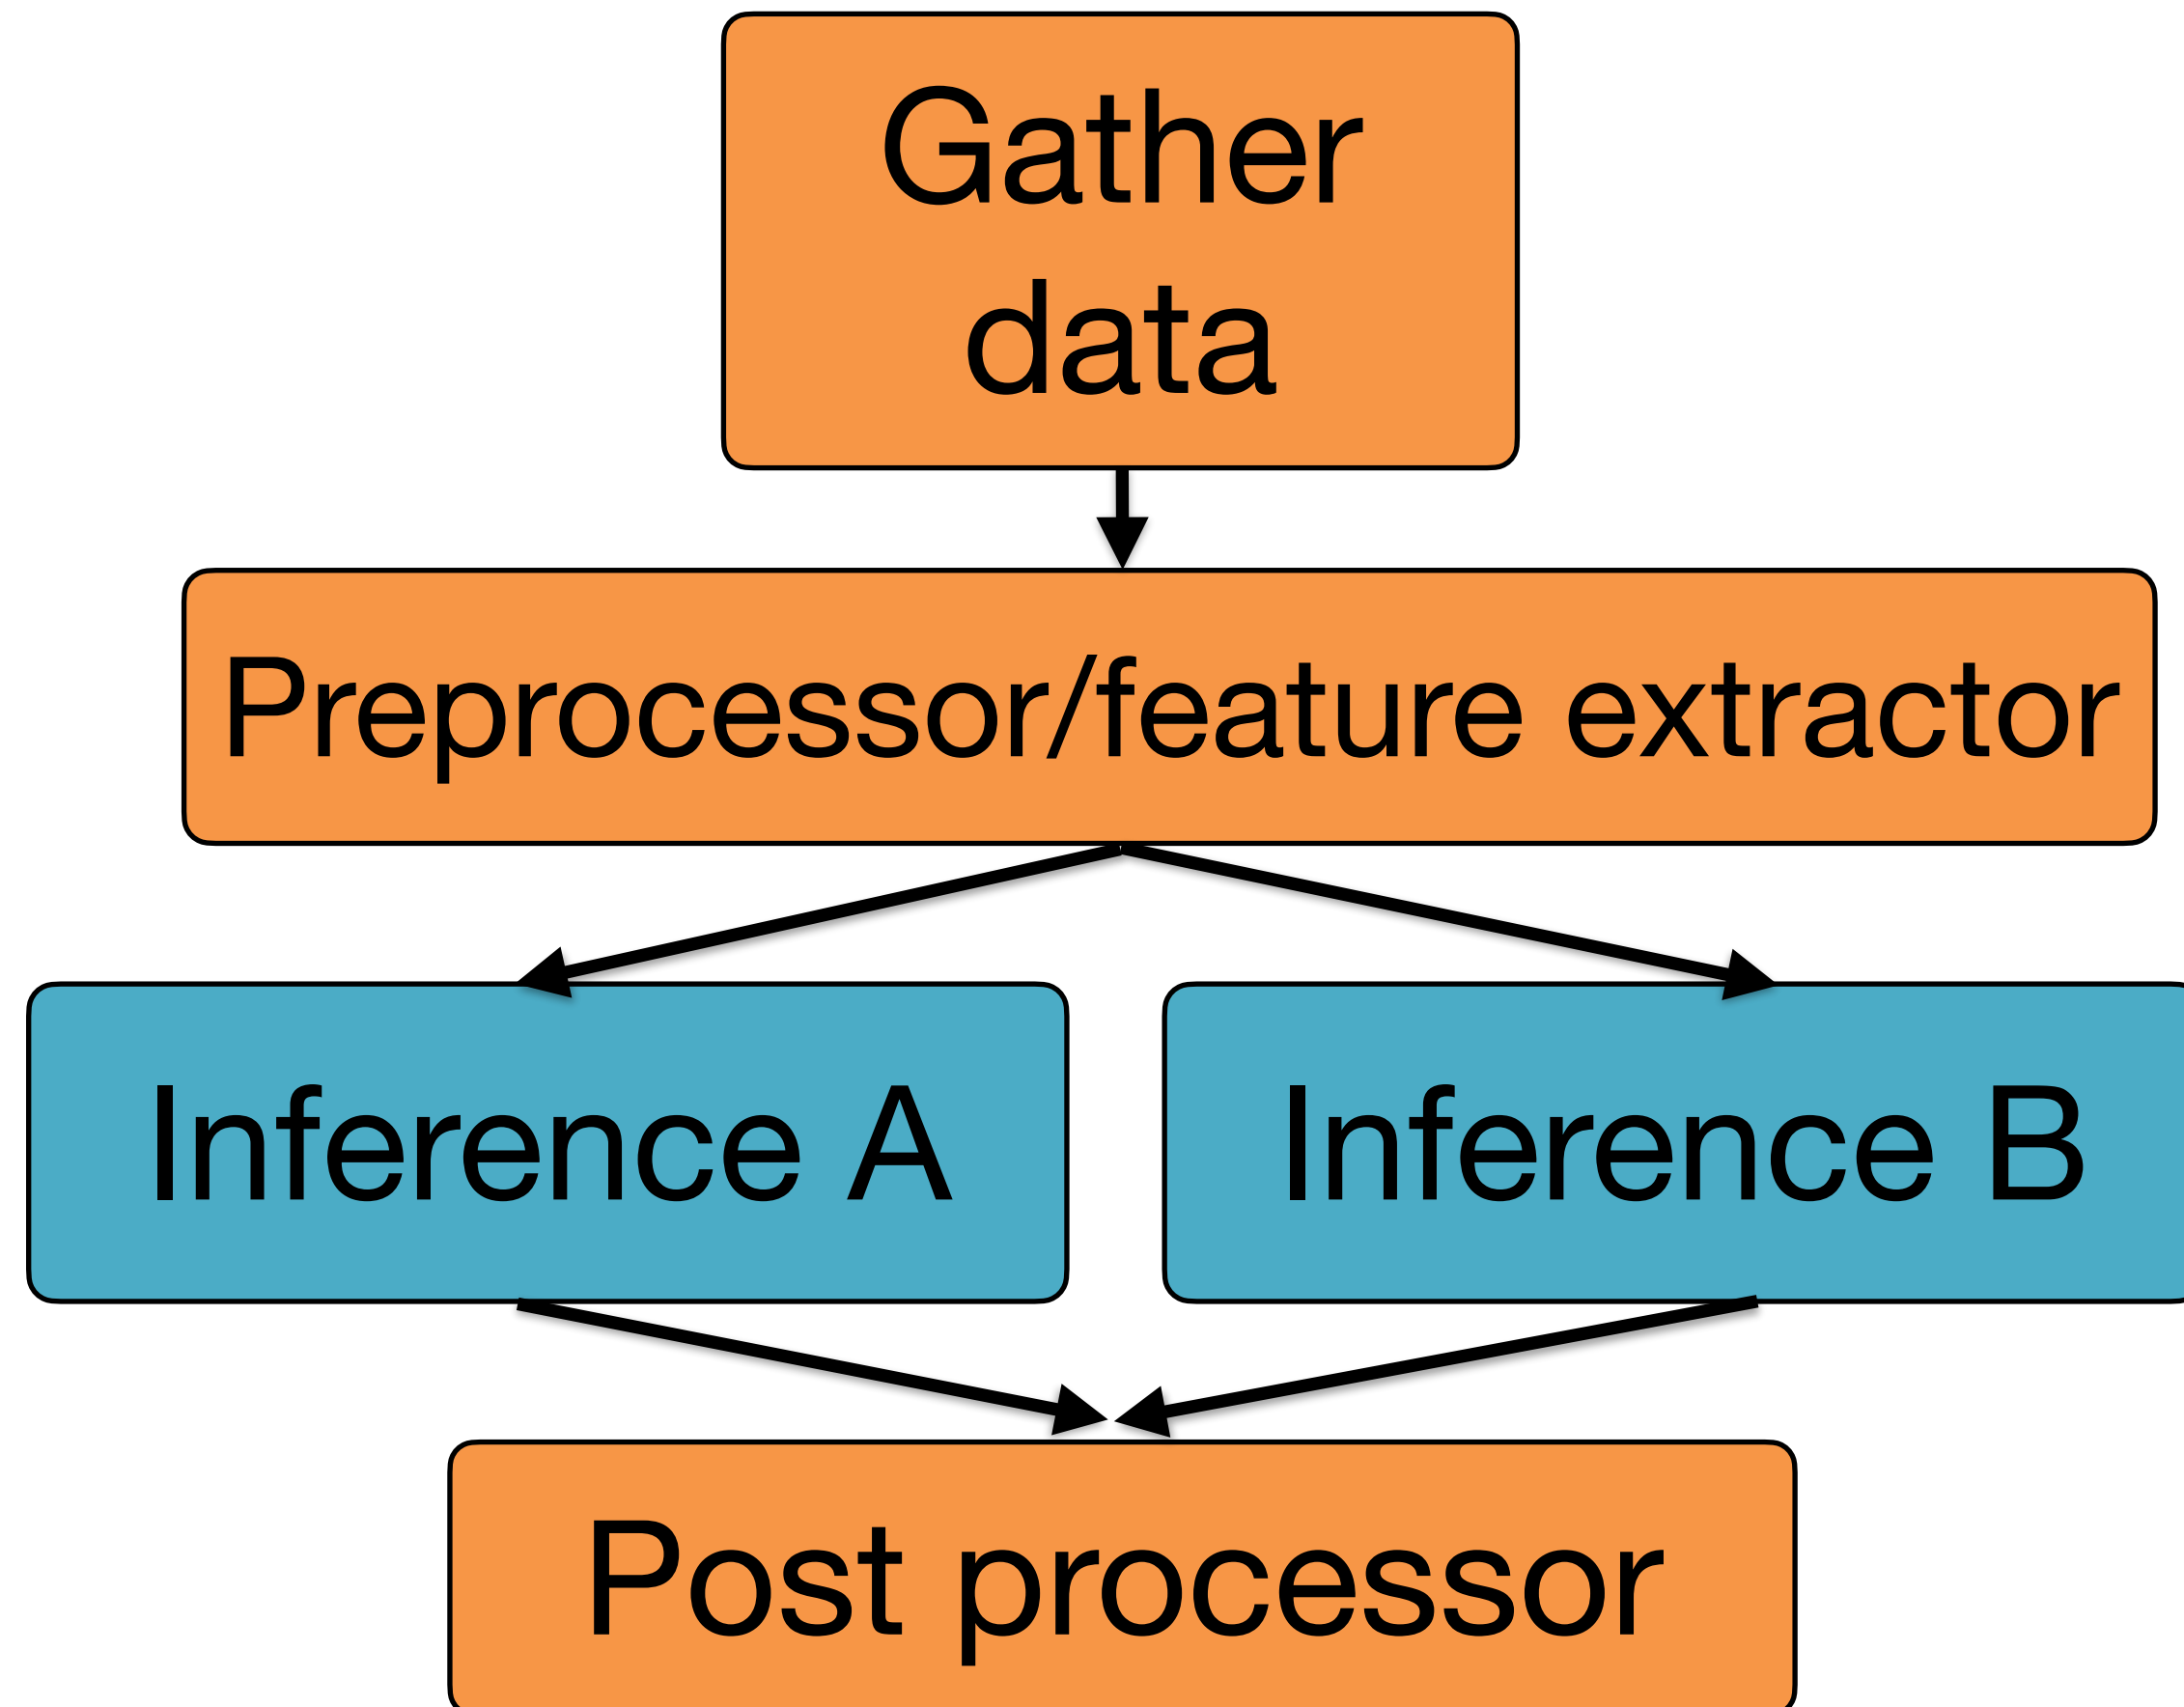 Gather
data
Preprocessor/feature extractor
Inference A
Inference B
Post processor